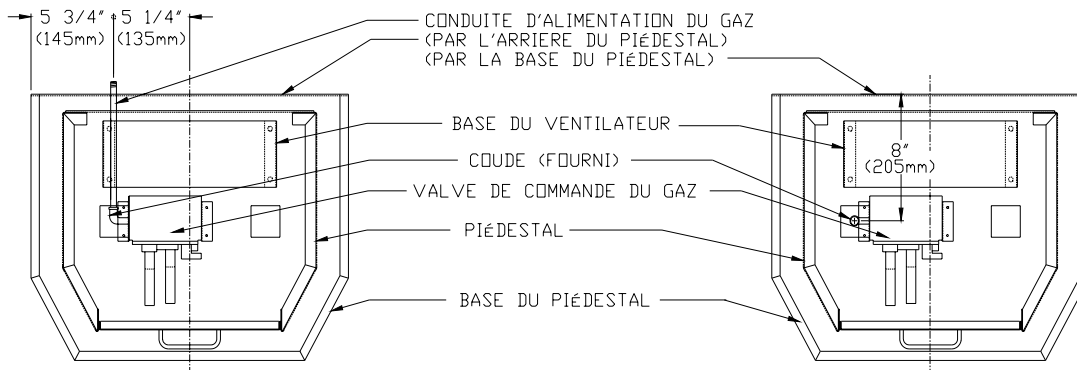 5 3/4" 5 1/4"
(145mm) (135mm)
CONDUITE D'ALIMENTATION DU GAZ
(PAR L'ARRIERE DU PIéDESTAL)
(PAR LA BASE DU PIéDESTAL)
BASE DU VENTILATEUR
8"
(205mm)
COUDE (FOURNI)
VALVE DE COMMANDE DU GAZ
PIéDESTAL
BASE DU PIéDESTAL